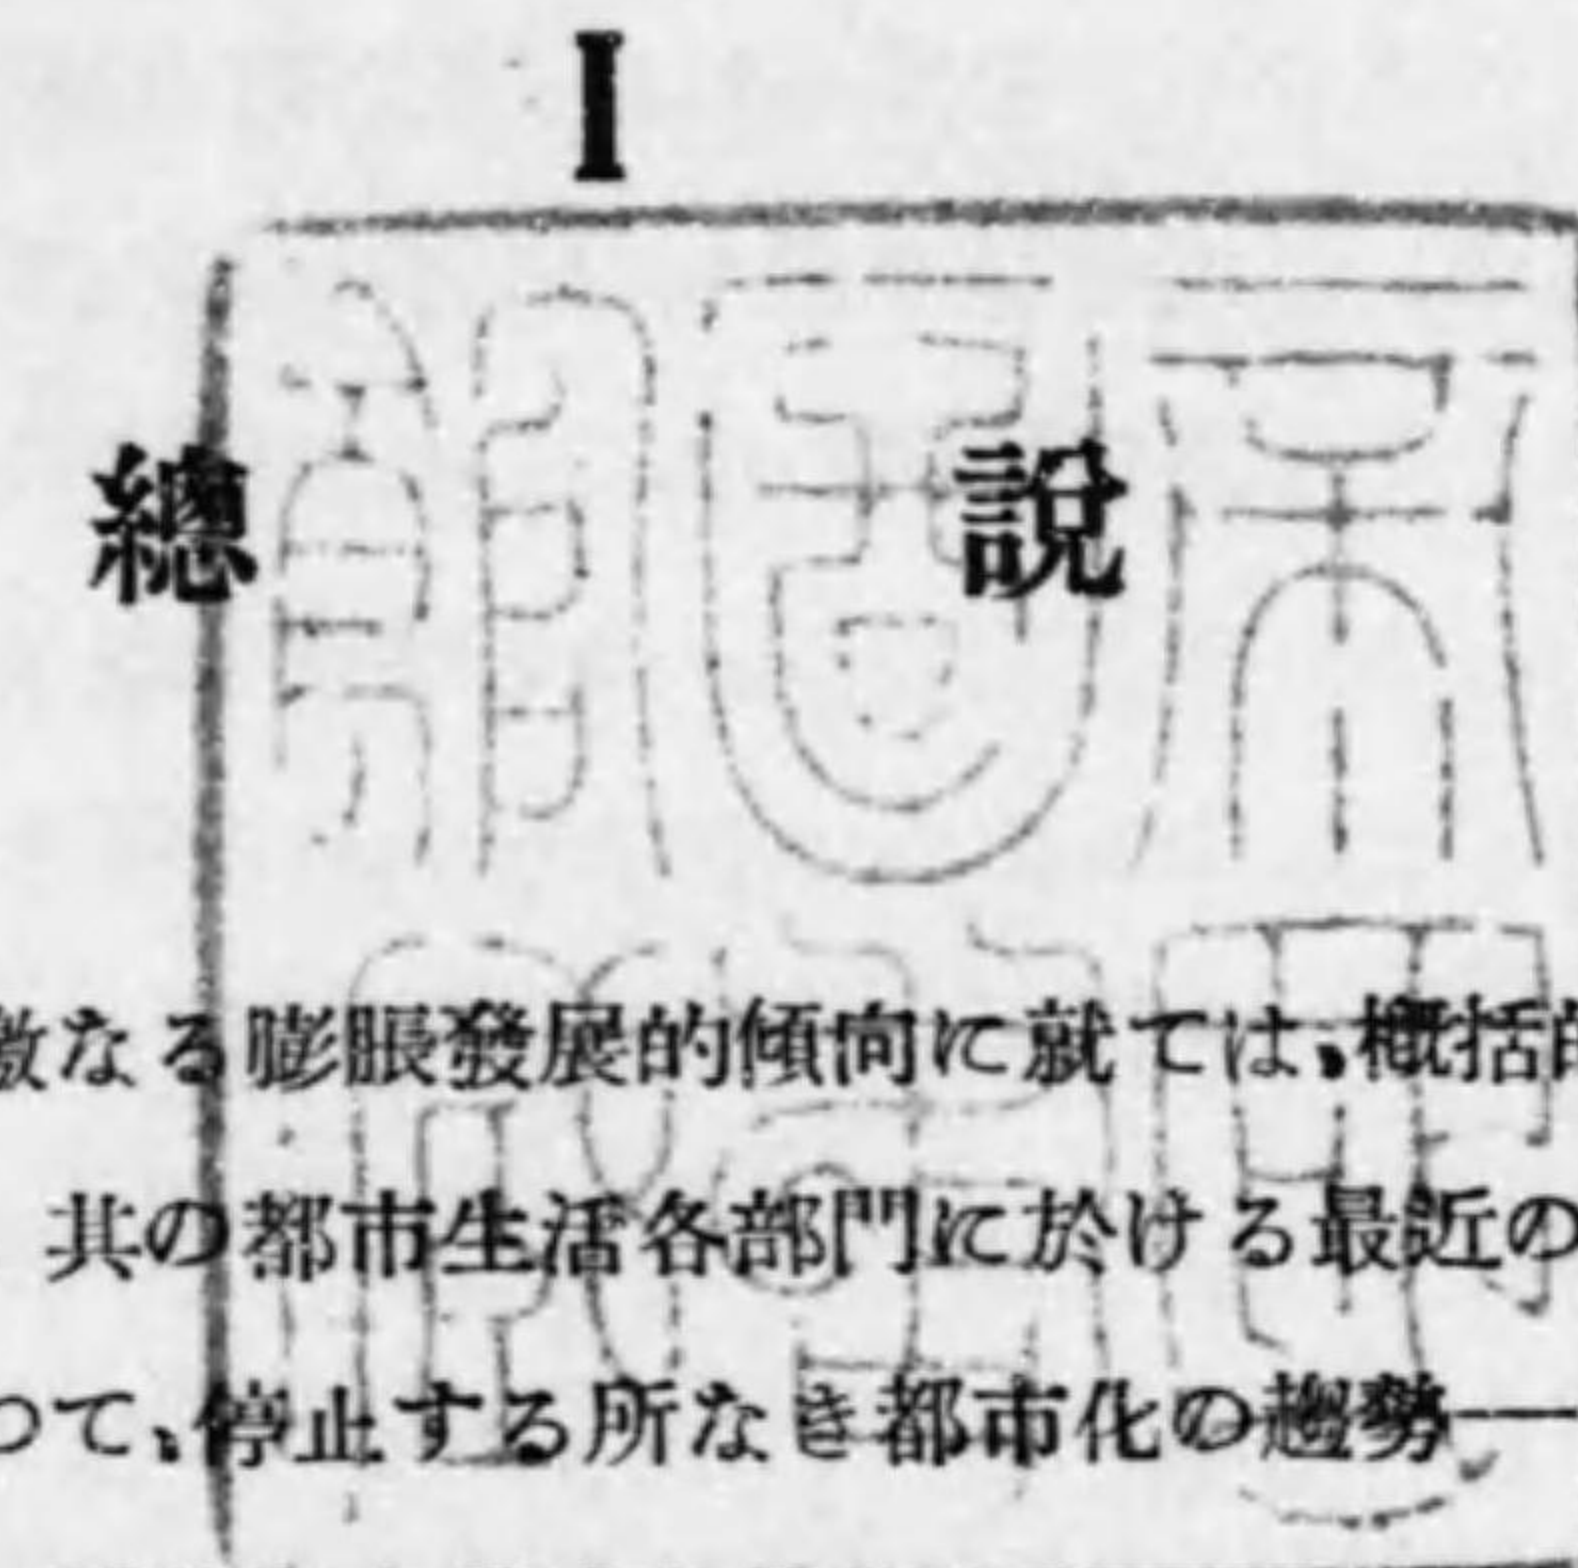 I
總說
激なる膨脹發展的傾向に就ては、概括的
其の都市生活各部門に於ける最近の
つて、停止する所なき都市化の趨勢——